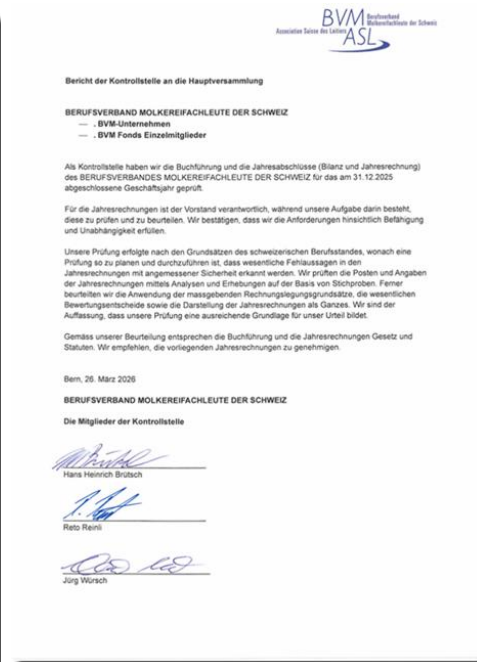 BVM Berufsverband
Molkereifachleute der Schweiz
Association Suisse des Laitiers ASL
Bericht der Kontrollstelle an die Hauptversammlung
BERUFSVERBAND MOLKEREIFACHLEUTE DER SCHWEIZ
— . BVM-Unternehmen
— . BVM Fonds Einzelmitglieder
Als Kontrollstelle haben wir die Buchführung und die Jahresabschlüsse (Bilanz und Jahresrechnung)
des BERUFSVERBANDES MOLKEREIFACHLEUTE DER SCHWEIZ für das am 31.12.2025
abgeschlossene Geschäftsjahr geprüft.
Für die Jahresrechnungen ist der Vorstand verantwortlich, während unsere Aufgabe darin besteht,
diese zu prüfen und zu beurteilen. Wir bestätigen, dass wir die Anforderungen hinsichtlich Befähigung
und Unabhängigkeit erfüllen.
Unsere Prüfung erfolgte nach den Grundsätzen des schweizerischen Berufsstandes, wonach eine
Prüfung so zu planen und durchzuführen ist, dass wesentliche Fehlaussagen in den
Jahresrechnungen mit angemessener Sicherheit erkannt werden. Wir prüften die Posten und Angaben
der Jahresrechnungen mittels Analysen und Erhebungen auf der Basis von Stichproben. Ferner
beurteilten wir die Anwendung der massgebenden Rechnungslegungsgrundsätze, die wesentlichen
Bewertungsentscheide sowie die Darstellung der Jahresrechnungen als Ganzes. Wir sind der
Auffassung, dass unsere Prüfung eine ausreichende Grundlage für unser Urteil bildet.
Gemäss unserer Beurteilung entsprechen die Buchführung und die Jahresrechnungen Gesetz und
Statuten. Wir empfehlen, die vorliegenden Jahresrechnungen zu genehmigen.
Bern, 26. März 2026
BERUFSVERBAND MOLKEREIFACHLEUTE DER SCHWEIZ
Die Mitglieder der Kontrollstelle
Hans Heinrich Brütsch
Reto Reinli
Jürg Würsch